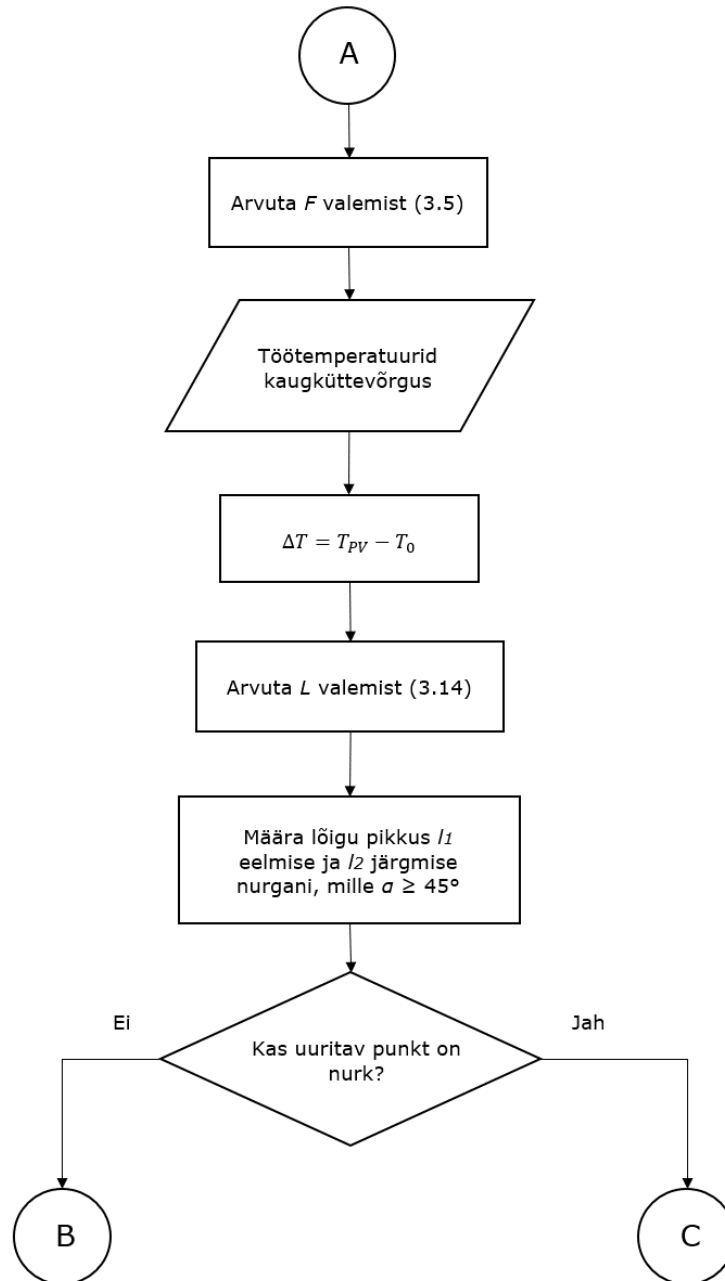 A
Arvuta F valemist (3.5)
Töötemperatuurid
kaugküttevõrgus
ΔT = T_PV − T_0
Arvuta L valemist (3.14)
Määra lõigu pikkus l1
eelmise ja l2 järgmise
nurgani, mille α ≥ 45°
Kas uuritav punkt on
nurk?
Ei
Jah
B
C